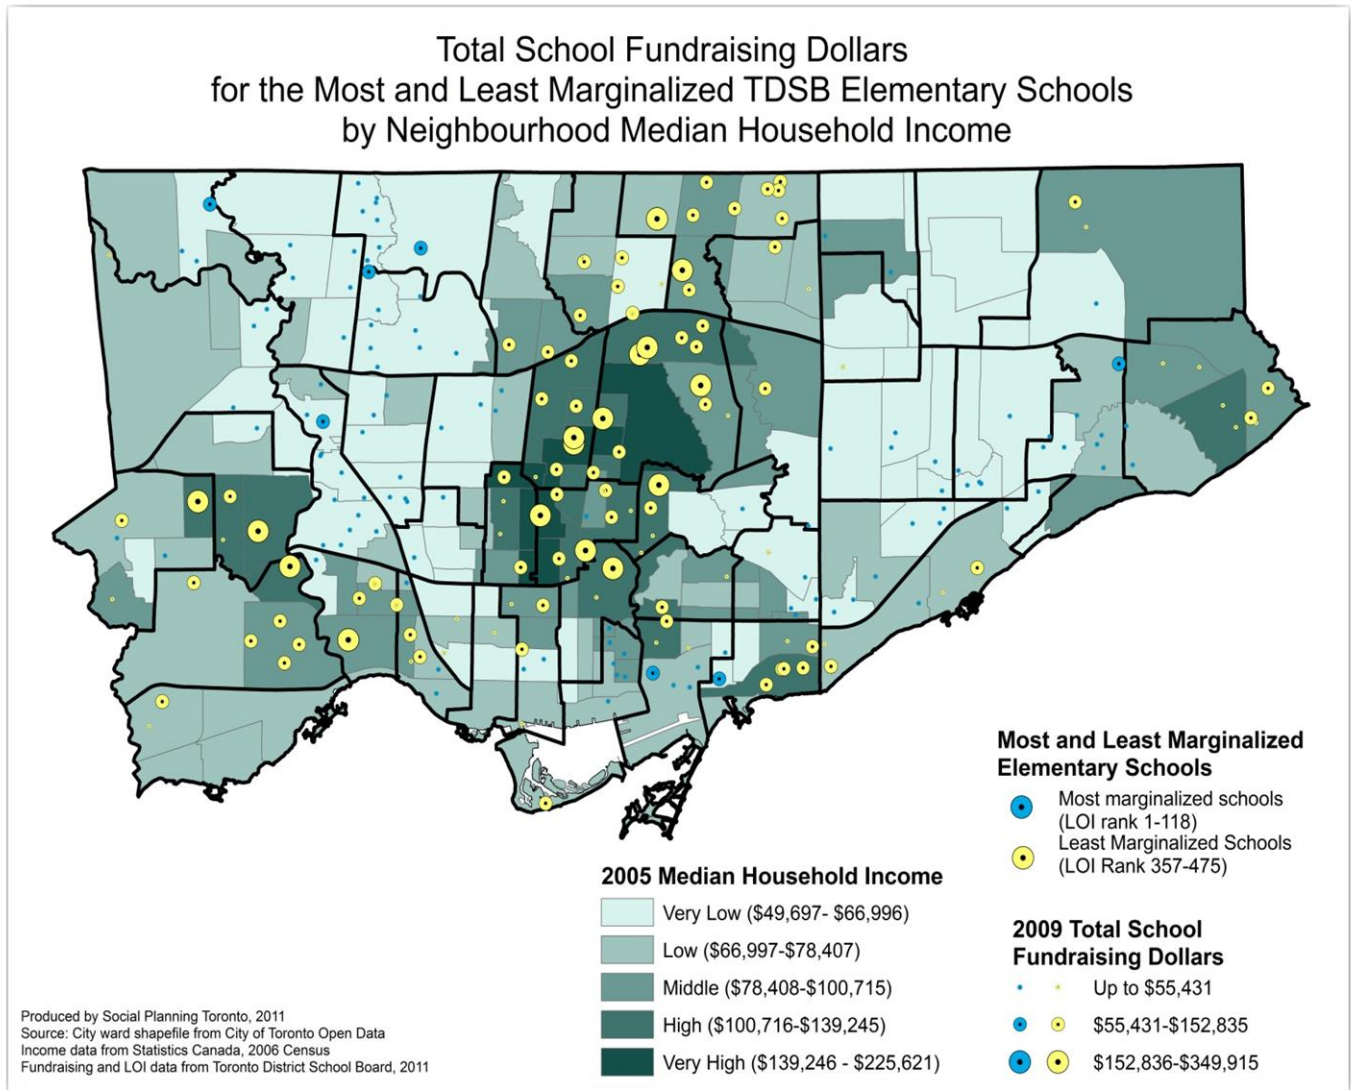 Total School Fundraising Dollars
for the Most and Least Marginalized TDSB Elementary Schools
by Neighbourhood Median Household Income
Most and Least Marginalized
Elementary Schools
Most marginalized schools
(LOI rank 1-118)
Least Marginalized Schools
(LOI Rank 357-475)
2005 Median Household Income
Very Low ($49,697- $66,996)
Low ($66,997-$78,407)
Middle ($78,408-$100,715)
High ($100,716-$139,245)
Very High ($139,246 - $225,621)
2009 Total School
Fundraising Dollars
Up to $55,431
$55,431-$152,835
$152,836-$349,915
Produced by Social Planning Toronto, 2011
Source: City ward shapefile from City of Toronto Open Data
Income data from Statistics Canada, 2006 Census
Fundraising and LOI data from Toronto District School Board, 2011